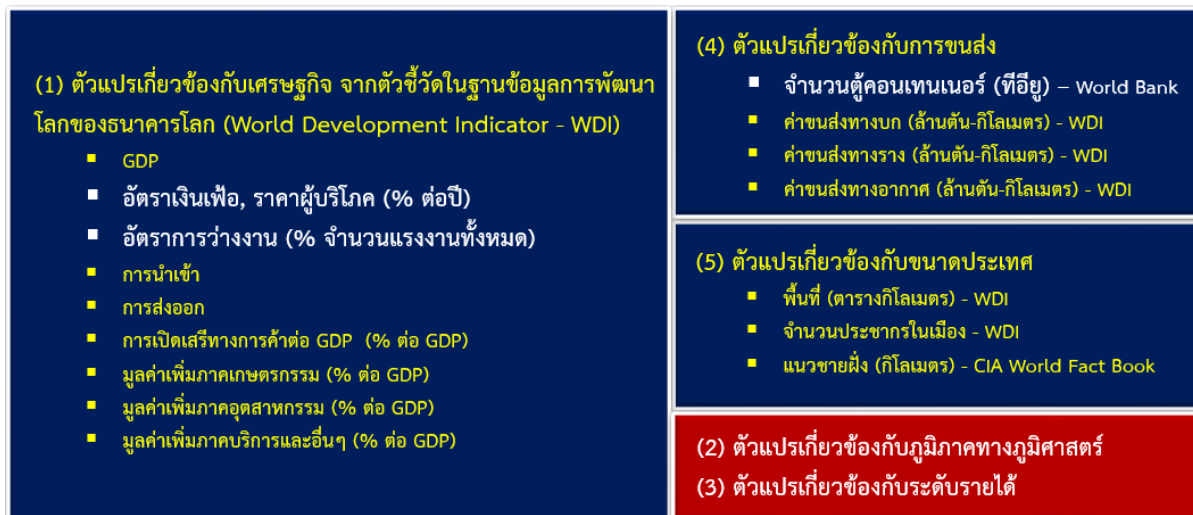 (1) ตัวแปรเกี่ยวข้องกับเศรษฐกิจ จากตัวชี้วัดในฐานข้อมูลการพัฒนา
โลกของธนาคารโลก (World Development Indicator - WDI)
GDP
อัตราเงินเฟ้อ, ราคาผู้บริโภค (% ต่อปี)
อัตราการว่างงาน (% จำนวนแรงงานทั้งหมด)
การนำเข้า
การส่งออก
การเปิดเสรีทางการค้าต่อ GDP (% ต่อ GDP)
มูลค่าเพิ่มภาคเกษตรกรรม (% ต่อ GDP)
มูลค่าเพิ่มภาคอุตสาหกรรม (% ต่อ GDP)
มูลค่าเพิ่มภาคบริการและอื่นๆ (% ต่อ GDP)
(4) ตัวแปรเกี่ยวข้องกับการขนส่ง
จำนวนตู้คอนเทนเนอร์ (ทีอียู) – World Bank
ค่าขนส่งทางบก (ล้านตัน-กิโลเมตร) - WDI
ค่าขนส่งทางราง (ล้านตัน-กิโลเมตร) - WDI
ค่าขนส่งทางอากาศ (ล้านตัน-กิโลเมตร) - WDI
(5) ตัวแปรเกี่ยวข้องกับขนาดประเทศ
พื้นที่ (ตารางกิโลเมตร) - WDI
จำนวนประชากรในเมือง - WDI
แนวชายฝั่ง (กิโลเมตร) - CIA World Fact Book
(2) ตัวแปรเกี่ยวข้องกับภูมิภาคทางภูมิศาสตร์
(3) ตัวแปรเกี่ยวข้องกับระดับรายได้